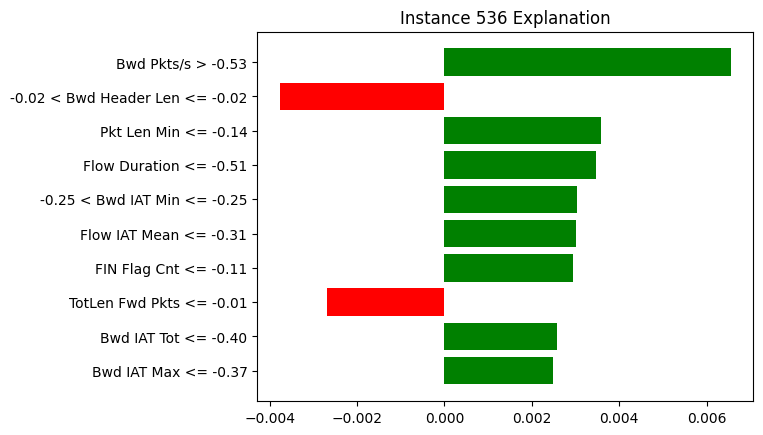 Instance 536 Explanation
Bwd Pkts/s > -0.53
-0.02 < Bwd Header Len <= -0.02
Pkt Len Min <= -0.14
Flow Duration <= -0.51
-0.25 < Bwd IAT Min <= -0.25
Flow IAT Mean <= -0.31
FIN Flag Cnt <= -0.11
TotLen Fwd Pkts <= -0.01
Bwd IAT Tot <= -0.40
Bwd IAT Max <= -0.37
−0.004 −0.002 0.000 0.002 0.004 0.006